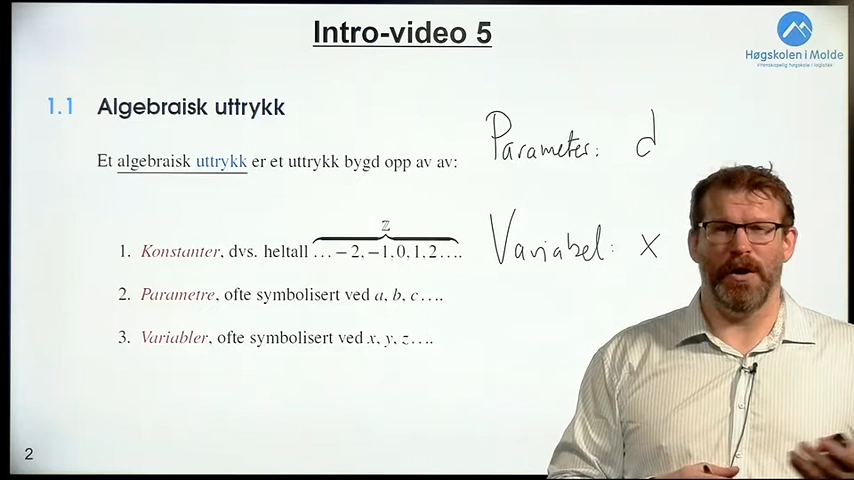 Intro-video 5
Høgskolen i Molde
Vitenskapelig høgskole i logistikk
1.1 Algebraisk uttrykk
Parameter: d
Et algebraisk uttrykk er et uttrykk bygd opp av av:
Variabel: x
ℤ
1. Konstanter, dvs. heltall ...−2,−1,0,1,2....
2. Parametre, ofte symbolisert ved a, b, c....
3. Variabler, ofte symbolisert ved x, y, z....
2